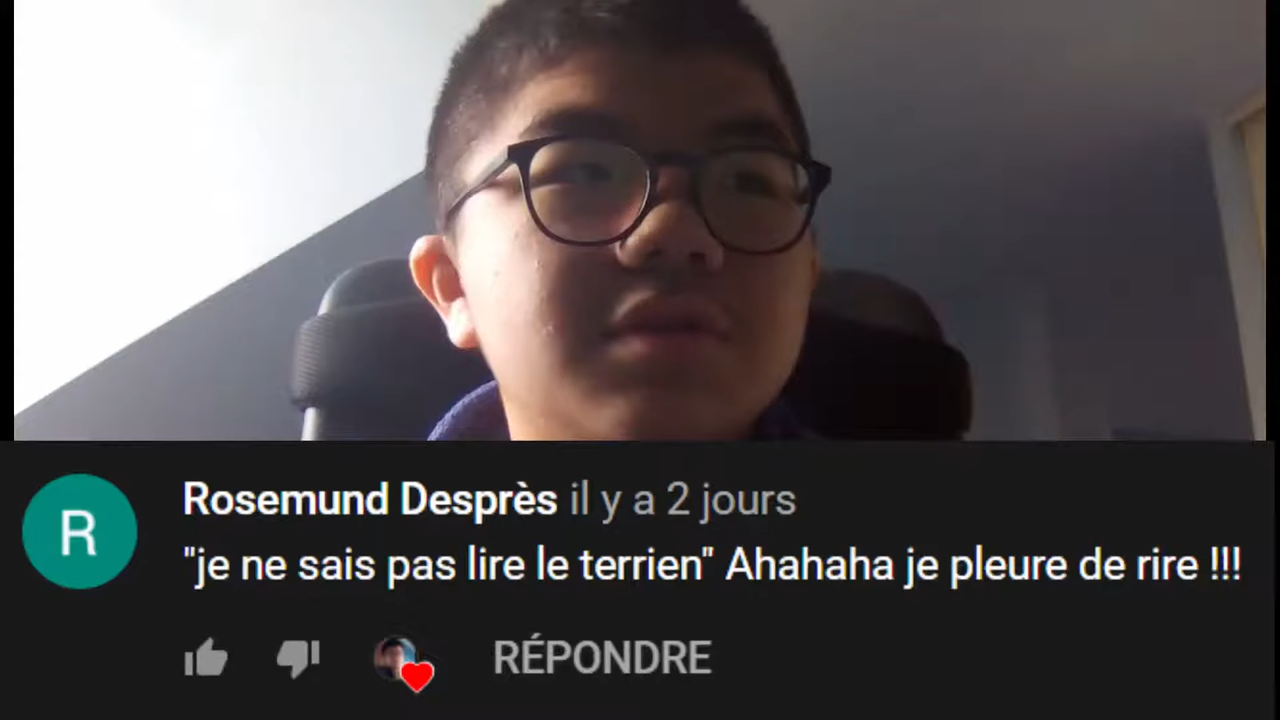 R
Rosemund Desprès il y a 2 jours
"je ne sais pas lire le terrien" Ahahaha je pleure de rire !!!
RÉPONDRE